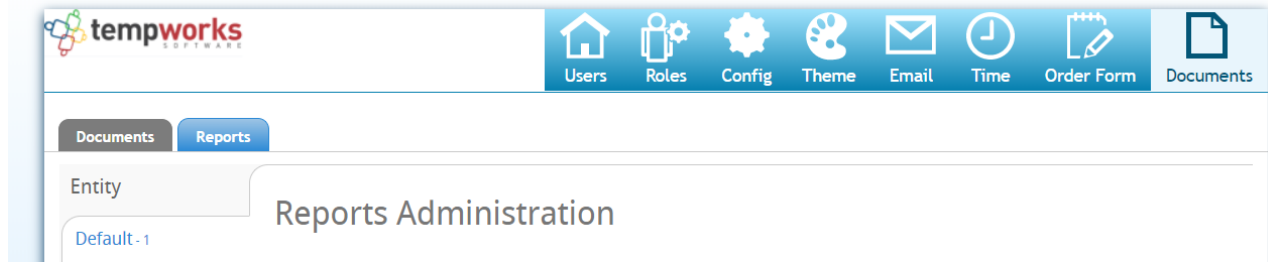 tempworks
SOFTWARE
Users Roles Config Theme Email Time Order Form Documents
Documents Reports
Entity
Reports Administration
Default - 1